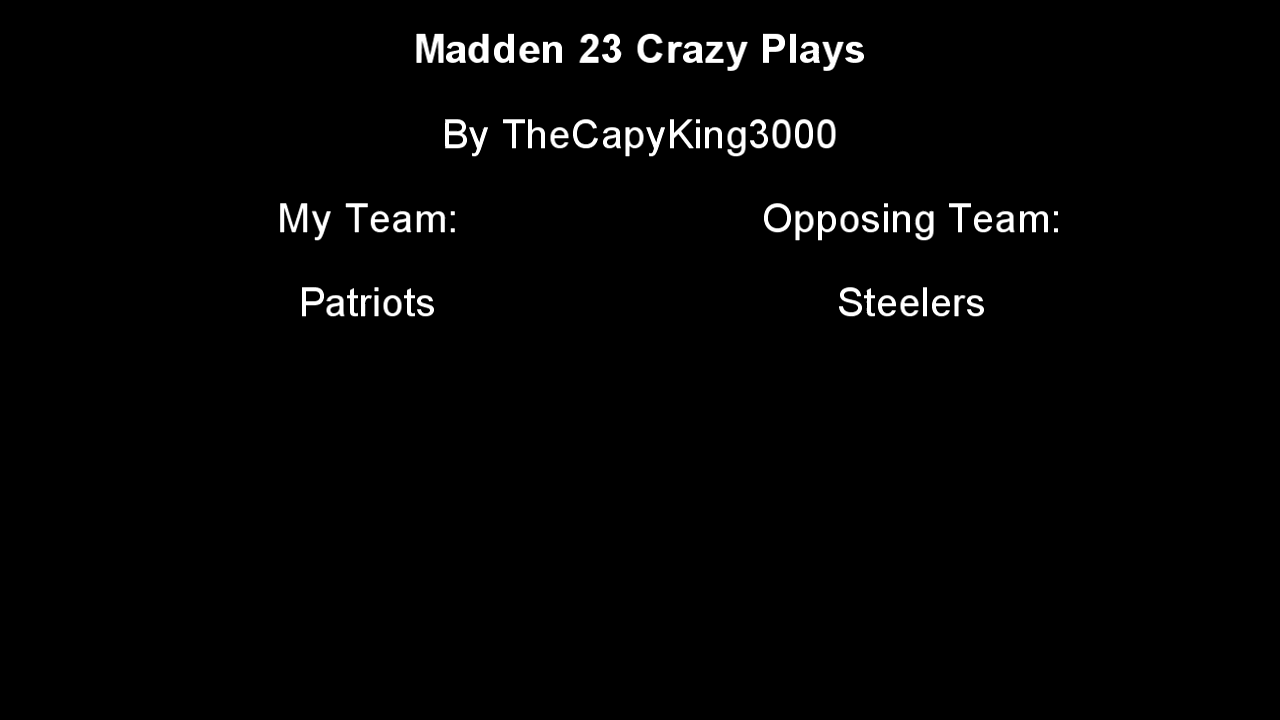 Madden 23 Crazy Plays
By TheCapyKing3000
My Team:
Opposing Team:
Patriots
Steelers